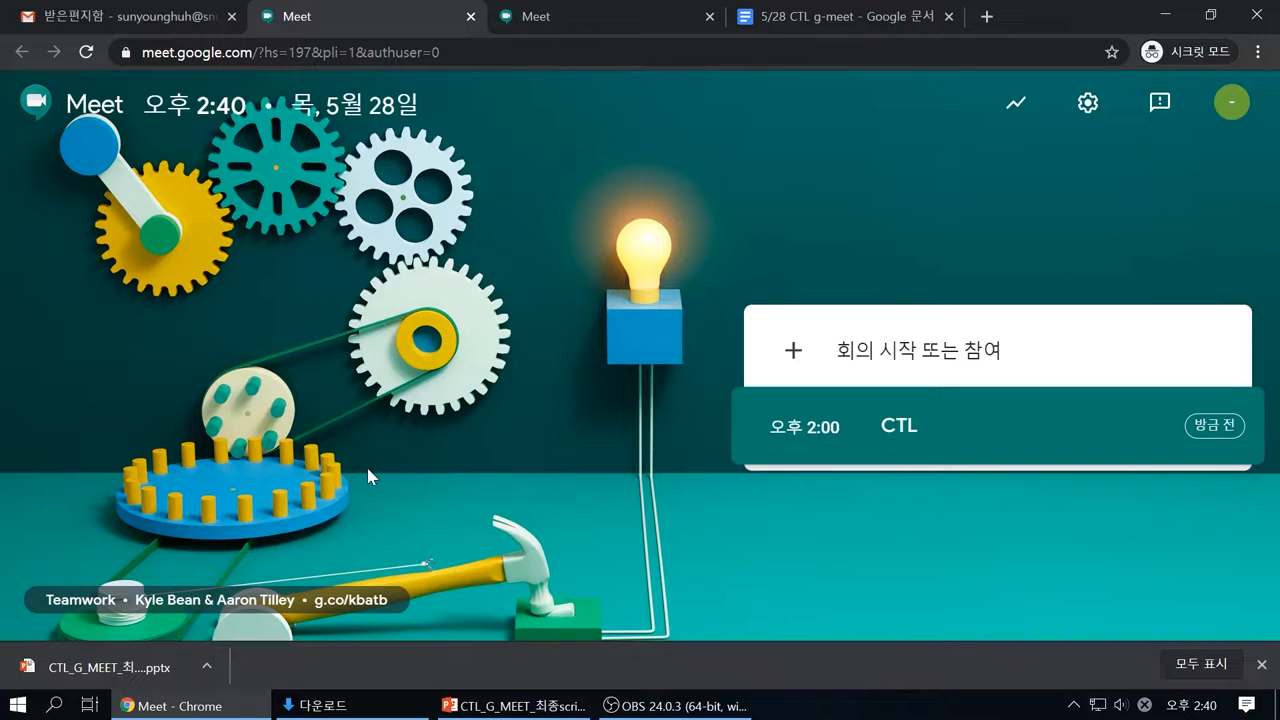 받은편지함 - sunyounghuh@snu
Meet
Meet
5/28 CTL g-meet - Google 문서
meet.google.com/?hs=197&pli=1&authuser=0
시크릿 모드
Meet 오후 2:40 • 목, 5월 28일
-
회의 시작 또는 참여
오후 2:00 CTL 방금 전
Teamwork • Kyle Bean & Aaron Tilley • g.co/kbatb
CTL_G_MEET_최....pptx
모두 표시
Meet - Chrome
다운로드
CTL_G_MEET_최종scri...
OBS 24.0.3 (64-bit, wi...
오후 2:40